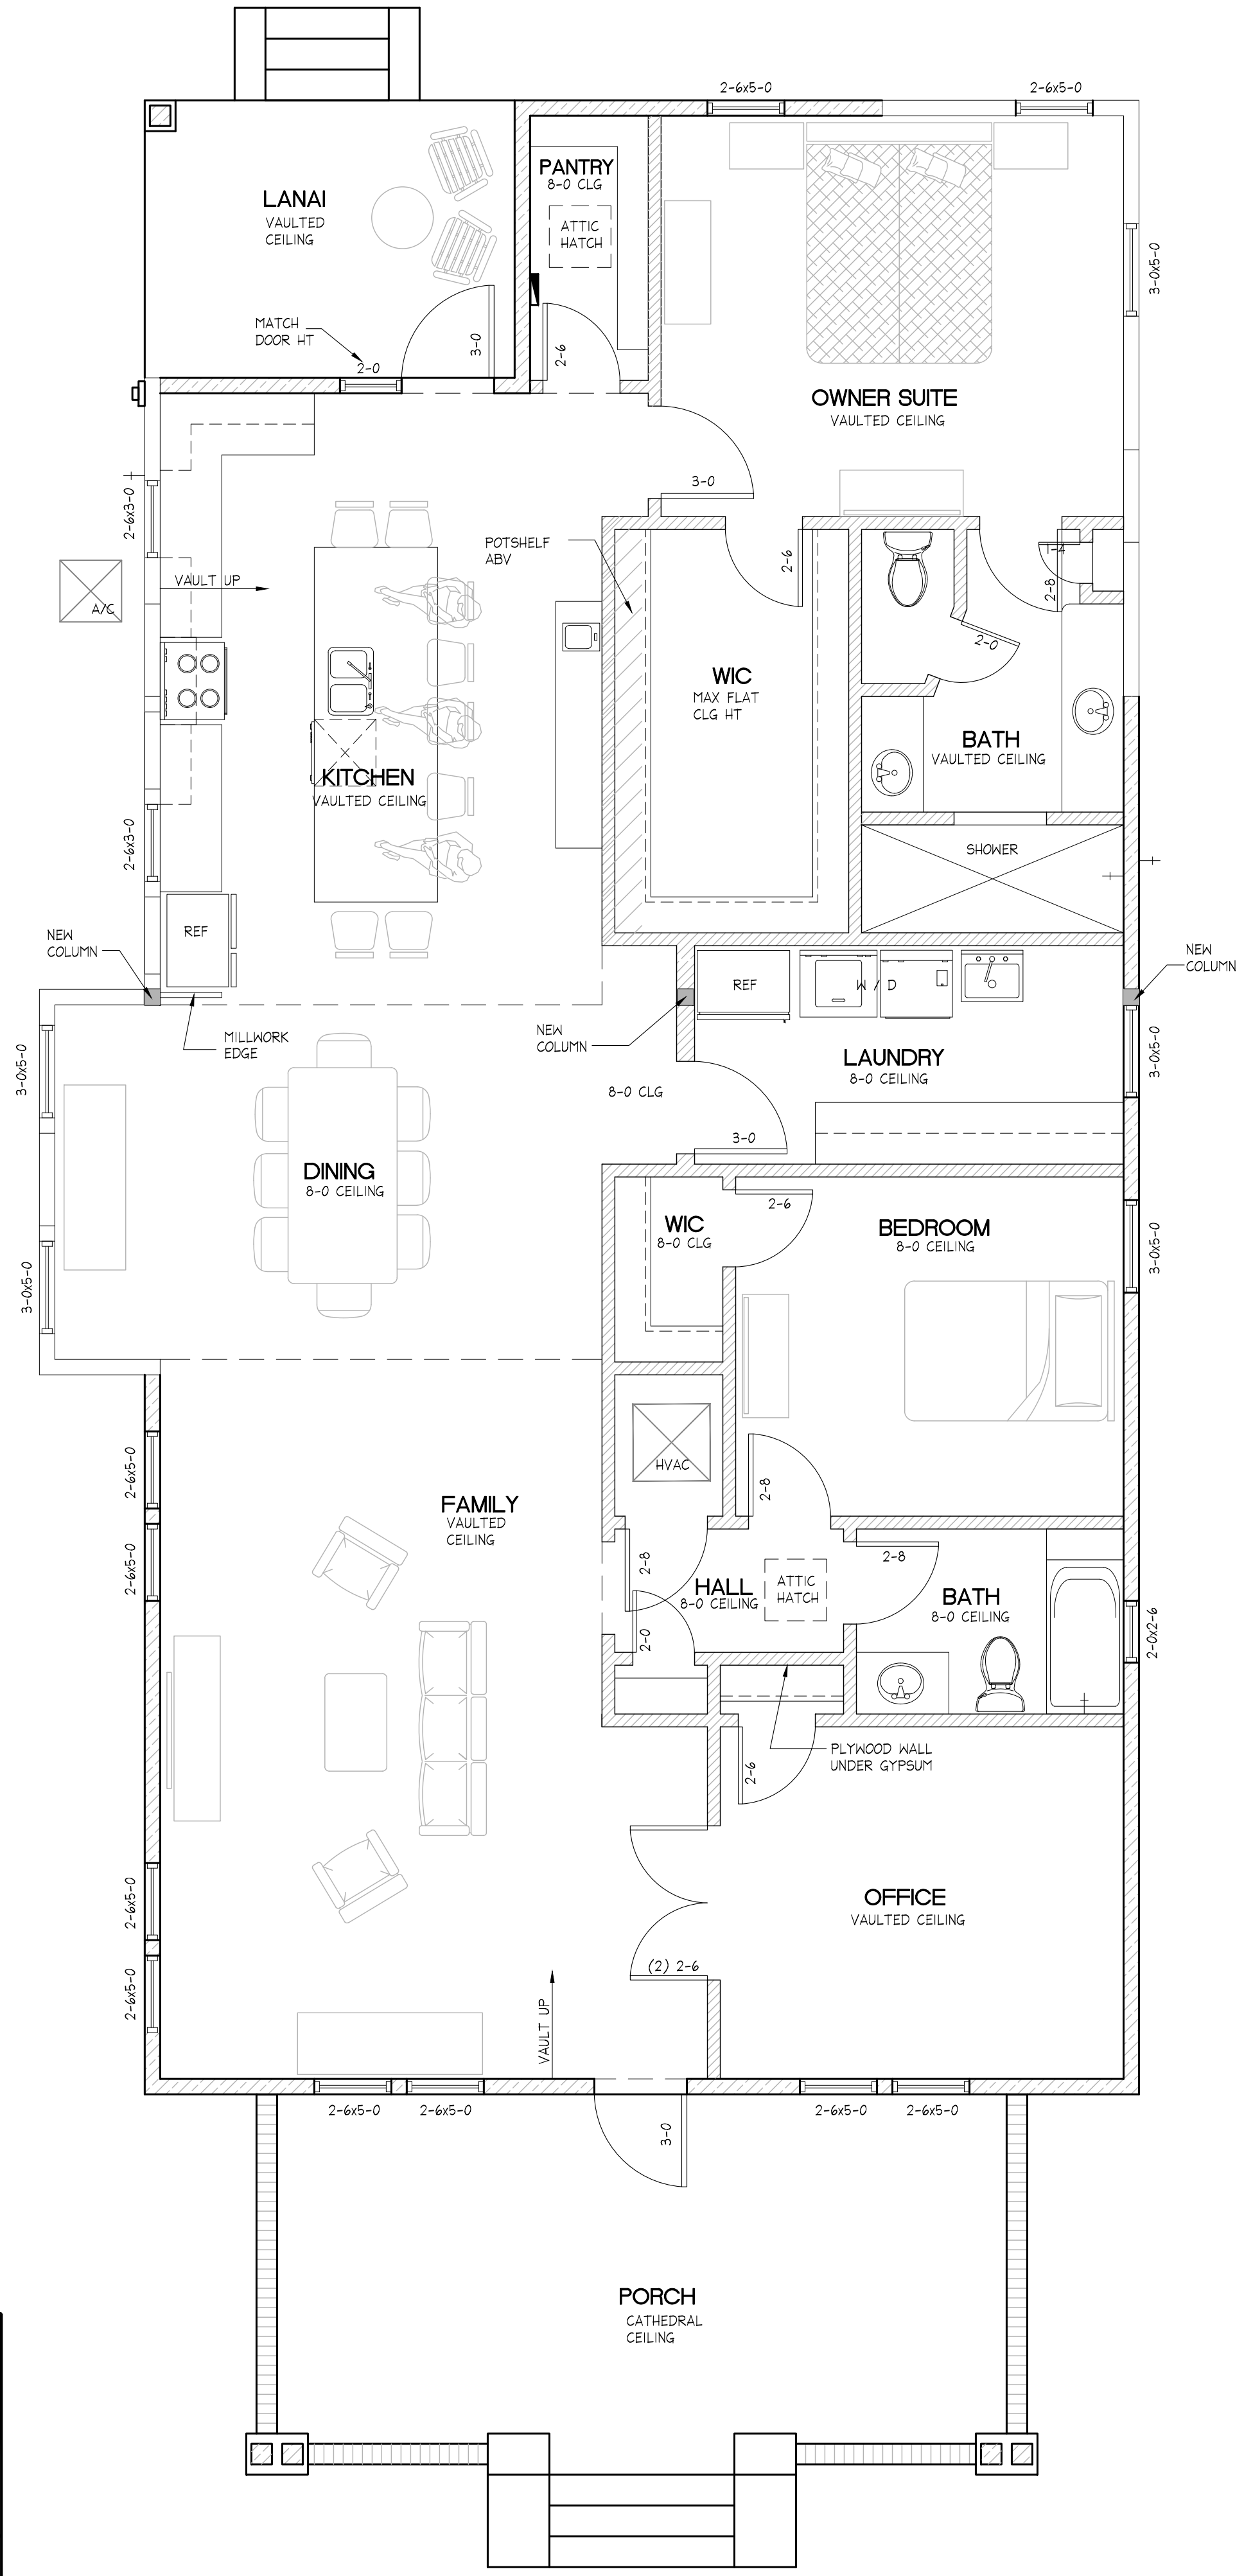 2-6x5-0
2-6x5-0
PANTRY
8-0 CLG
ATTIC
HATCH
LANAI
VAULTED
CEILING
3-0x5-0
MATCH
DOOR HT
2-0
3-0
2-6
OWNER SUITE
VAULTED CEILING
3-0
2-6x3-0
POTSHELF
ABV
2-6
1-4
2-8
VAULT UP
A/C
2-0
WIC
MAX FLAT
CLG HT
BATH
VAULTED CEILING
KITCHEN
VAULTED CEILING
2-6x3-0
SHOWER
REF
NEW
COLUMN
NEW
COLUMN
REF
W / D
MILLWORK
EDGE
NEW
COLUMN
3-0x5-0
3-0x5-0
LAUNDRY
8-0 CEILING
8-0 CLG
3-0
DINING
8-0 CEILING
2-6
WIC
8-0 CLG
BEDROOM
8-0 CEILING
3-0x5-0
3-0x5-0
HVAC
2-6x5-0
2-8
FAMILY
VAULTED
CEILING
2-6x5-0
2-8
2-8
HALL
8-0 CEILING
ATTIC
HATCH
BATH
8-0 CEILING
2-0
2-0x2-6
PLYWOOD WALL
UNDER GYPSUM
2-6
2-6x5-0
OFFICE
VAULTED CEILING
(2) 2-6
2-6x5-0
VAULT UP
2-6x5-0
2-6x5-0
3-0
2-6x5-0
2-6x5-0
PORCH
CATHEDRAL
CEILING